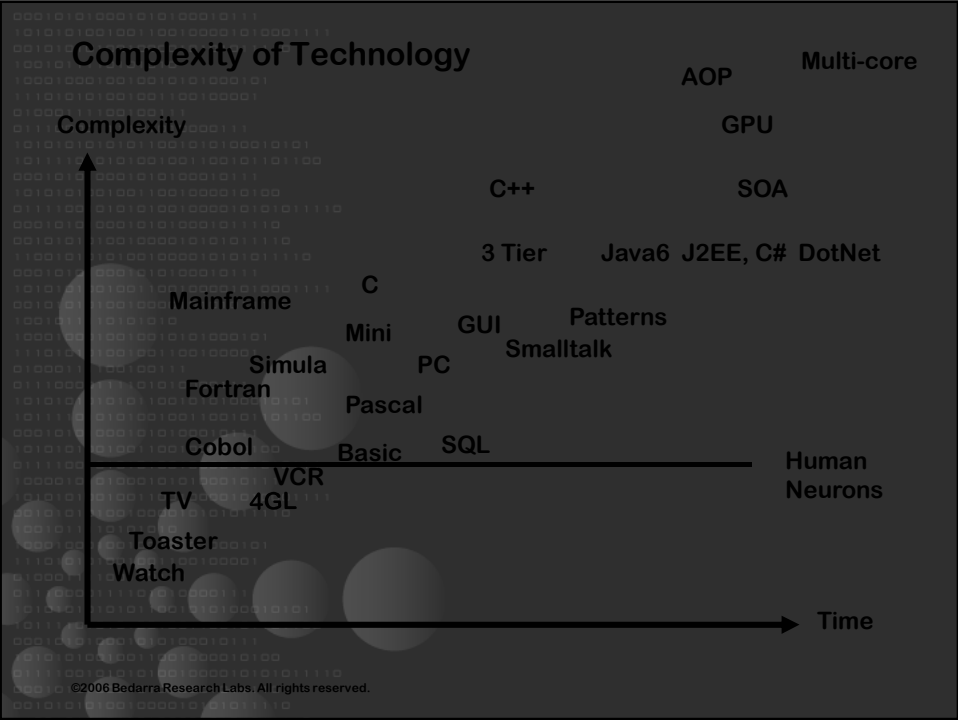 Complexity of Technology
Multi-core
AOP
Complexity
GPU
C++
SOA
3 Tier
Java6
J2EE, C#
DotNet
C
Mainframe
Patterns
GUI
Mini
Smalltalk
Simula
PC
Fortran
Pascal
Cobol
Basic
SQL
Human
Neurons
VCR
TV
4GL
Toaster
Watch
Time
©2006 Bedarra Research Labs. All rights reserved.